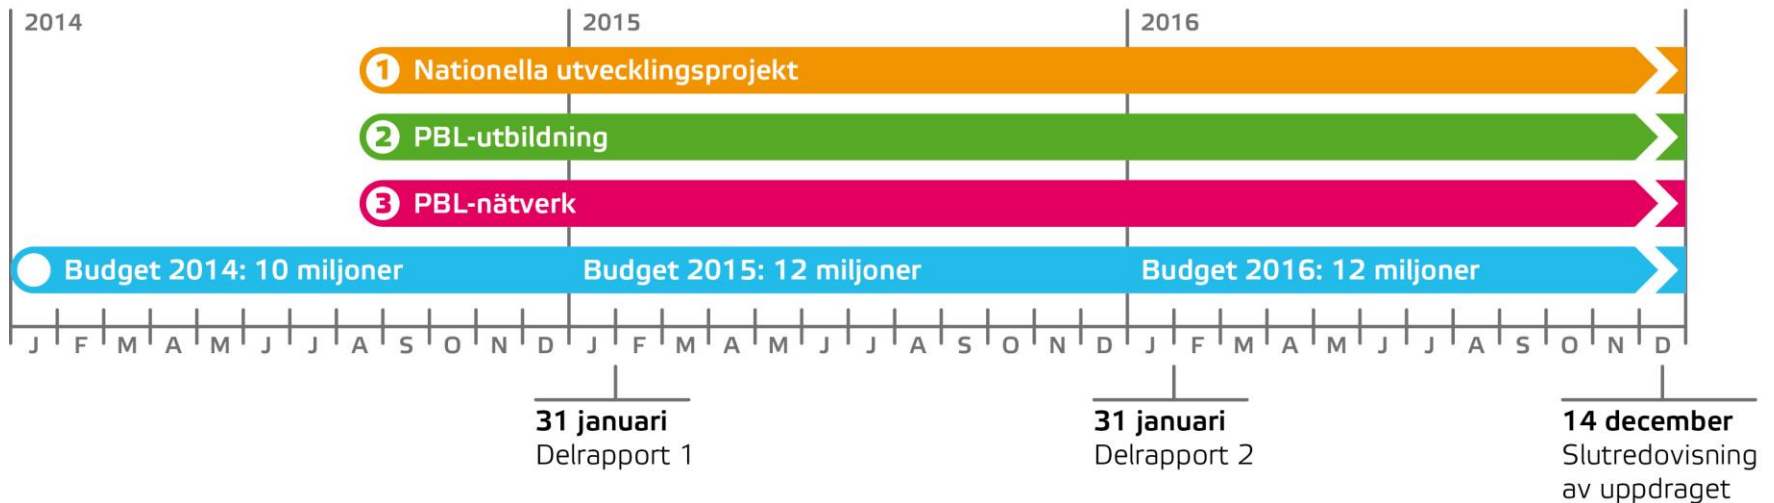 2014 2015 2016
1 Nationella utvecklingsprojekt
2 PBL-utbildning
3 PBL-nätverk
Budget 2014: 10 miljoner Budget 2015: 12 miljoner Budget 2016: 12 miljoner
J F M A M J J A S O N D J F M A M J J A S O N D J F M A M J J A S O N D
31 januari
Delrapport 1
31 januari
Delrapport 2
14 december
Slutredovisning
av uppdraget